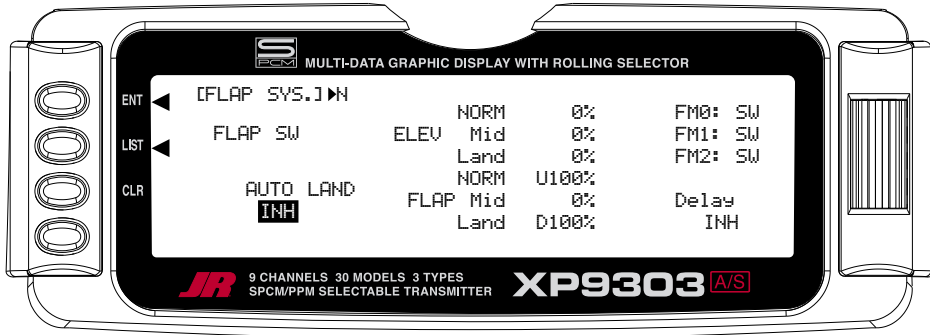 S
PCM MULTI-DATA GRAPHIC DISPLAY WITH ROLLING SELECTOR
ENT
LIST
CLR
[FLAP SYS.]▶N
FLAP SW
AUTO LAND
INH
NORM 0%
ELEV Mid 0%
Land 0%
NORM U100%
FLAP Mid 0%
Land D100%
FM0: SW
FM1: SW
FM2: SW
Delay
INH
JR 9 CHANNELS 30 MODELS 3 TYPES
SPCM/PPM SELECTABLE TRANSMITTER
XP9303 A/S